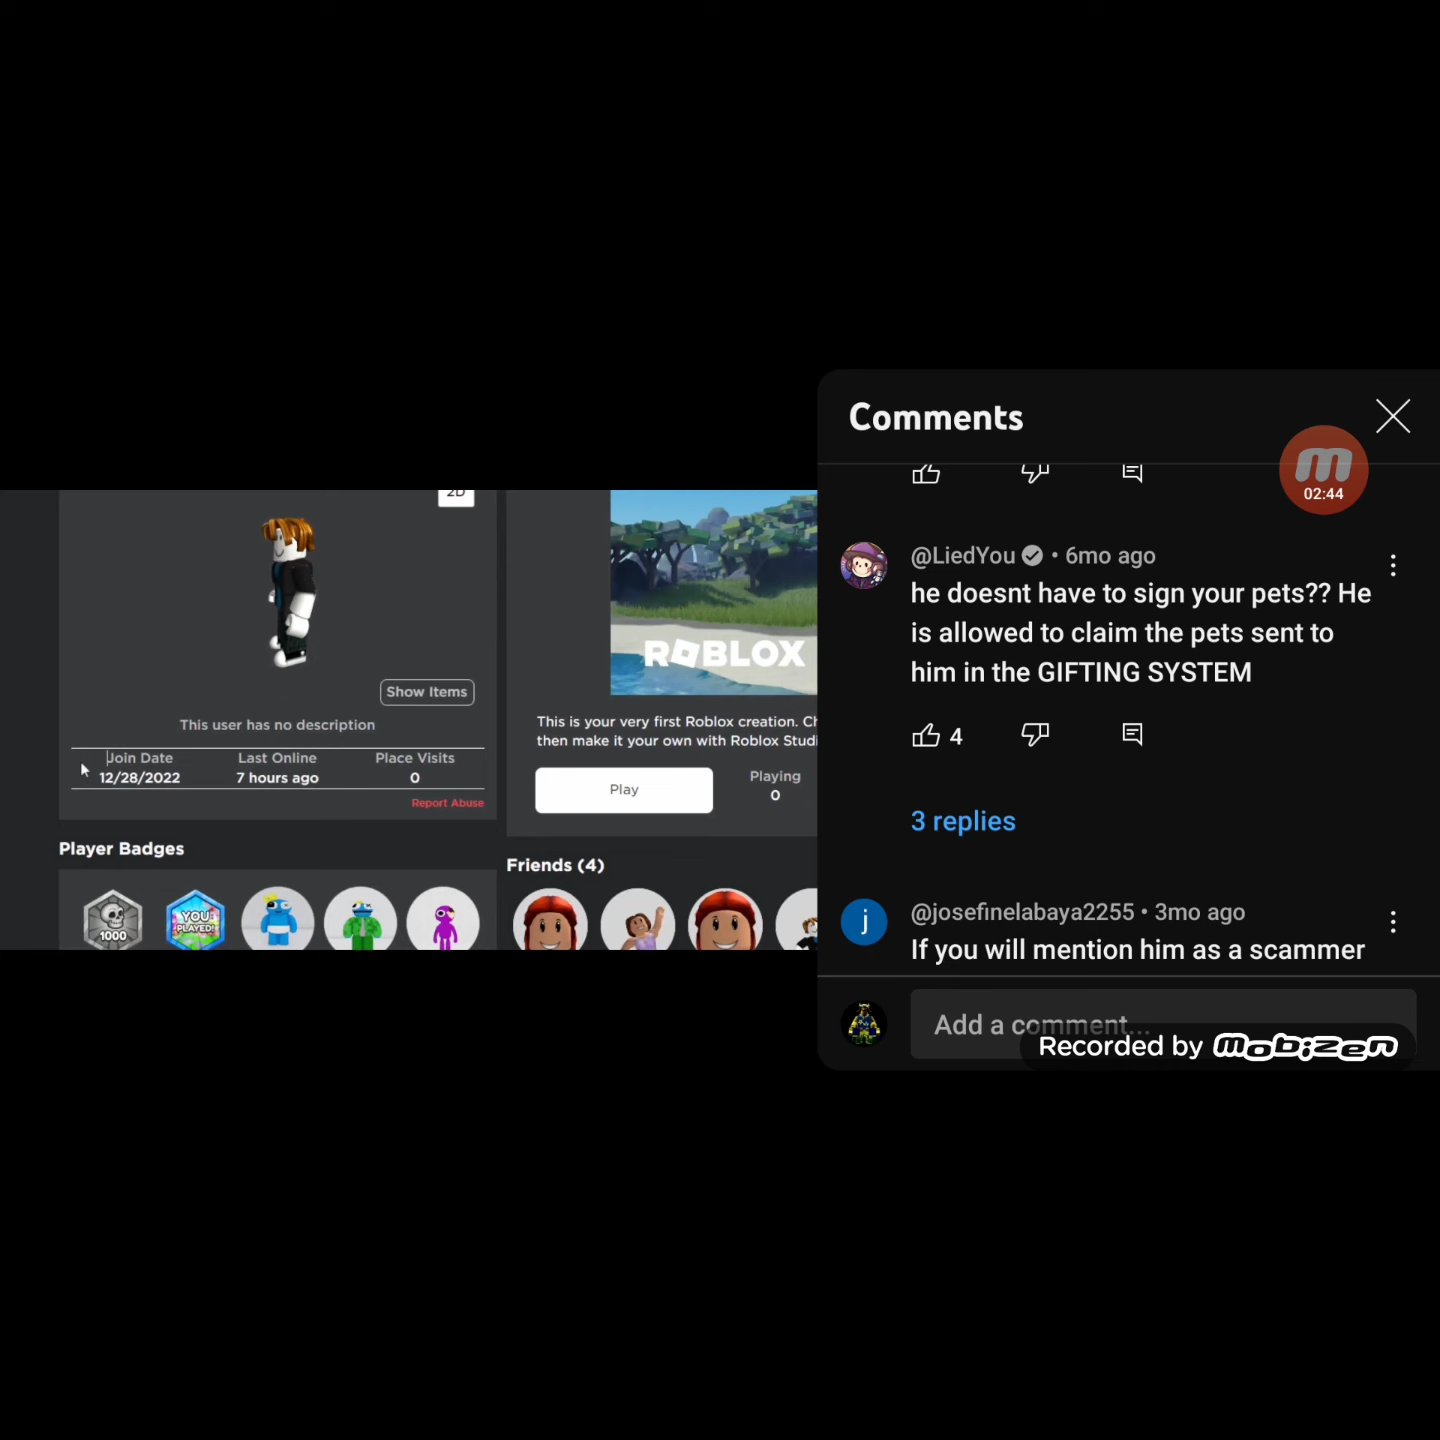 2D
Show Items
This user has no description
Join Date
12/28/2022
Last Online
7 hours ago
Place Visits
0
Report Abuse
Player Badges
1000
YOU
PLAYED!
ROBLOX
This is your very first Roblox creation.
then make it your own with Roblox
Play
Playing
0
Friends (4)
Comments
02:44
@LiedYou • 6mo ago
he doesnt have to sign your pets?? He
is allowed to claim the pets sent to
him in the GIFTING SYSTEM
4
3 replies
j
@josefinelabaya2255 • 3mo ago
If you will mention him as a scammer
Add a comment...
Recorded by mobizen